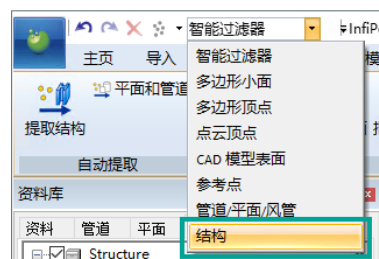 智能过滤器
主页 导入
智能过滤器
平面和管道
多边形小面
多边形顶点
提取结构
点云顶点
CAD 模型表面
自动提取
参考点
资料库
管道/平面/风管
资料 管道 平面
结构
Structure